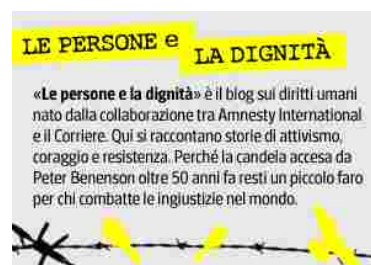 LE PERSONE e
LA DIGNITÀ
«Le persone e la dignità» è il blog sui diritti umani
nato dalla collaborazione tra Amnesty International
e il Corriere. Qui si raccontano storie di attivismo,
coraggio e resistenza. Perché la candela accesa da
Peter Benenson oltre 50 anni fa resti un piccolo faro
per chi combatte le ingiustizie nel mondo.